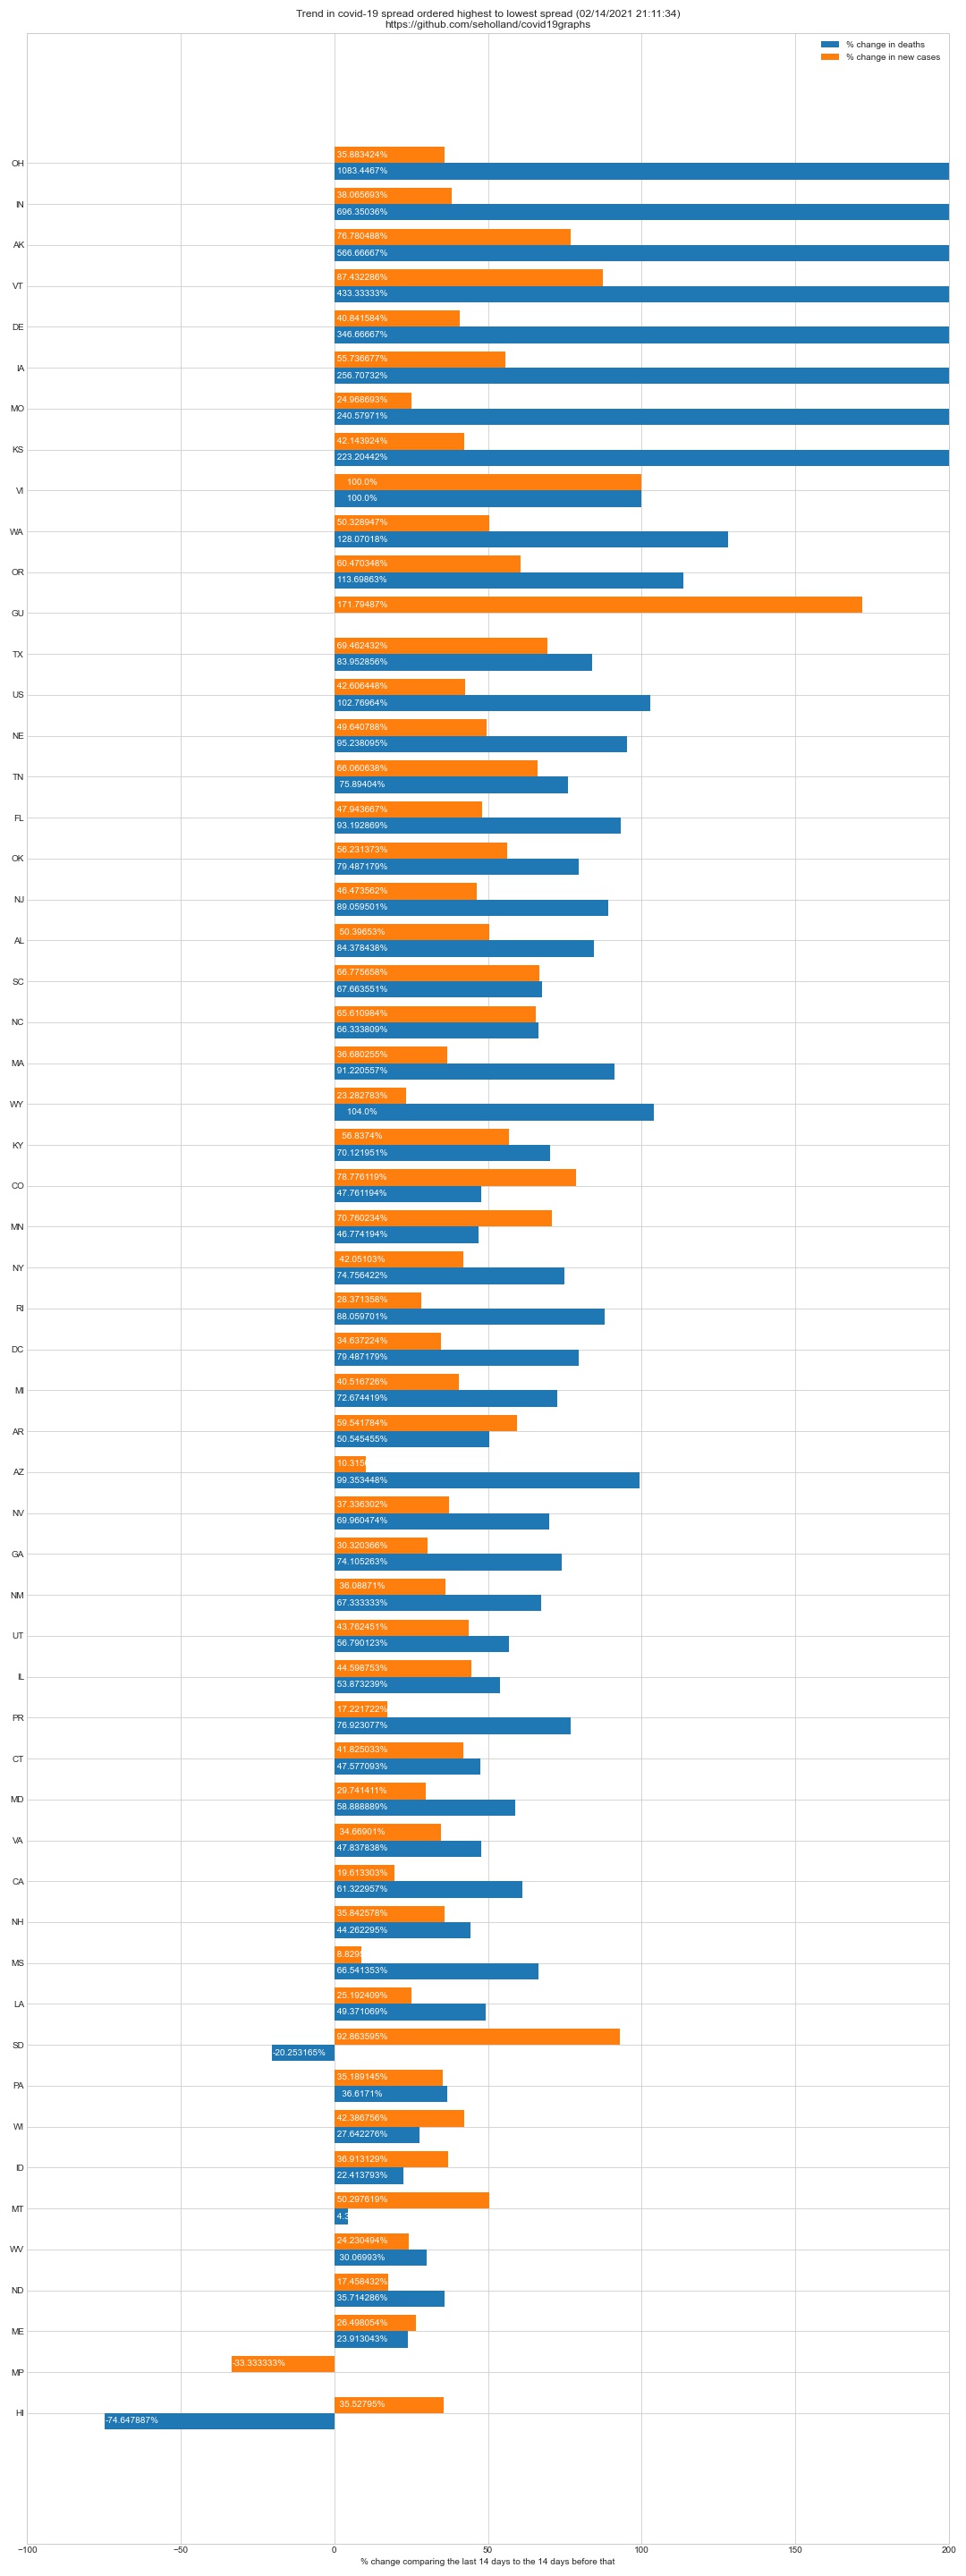 Trend in covid-19 spread ordered highest to lowest spread (02/14/2021 21:11:34)
https://github.com/seholland/covid19graphs
% change in deaths
% change in new cases
35.883424%
OH
1083.4467%
38.065693%
IN
696.35036%
76.780488%
AK
566.66667%
87.432286%
VT
433.33333%
40.841584%
DE
346.66667%
55.736677%
IA
256.70732%
24.968693%
MO
240.57971%
42.143924%
KS
223.20442%
100.0%
VI
100.0%
50.328947%
WA
128.07018%
60.470348%
OR
113.69863%
171.79487%
GU
69.462432%
TX
83.952856%
42.606448%
US
102.76964%
49.640788%
NE
95.238095%
66.060638%
TN
75.89404%
47.943667%
FL
93.192869%
56.231373%
OK
79.487179%
46.473562%
NJ
89.059501%
50.39653%
AL
84.378438%
66.775658%
SC
67.663551%
65.610984%
NC
66.333809%
36.680255%
MA
91.220557%
23.282783%
WY
104.0%
56.8374%
KY
70.121951%
78.776119%
CO
47.761194%
70.760234%
MN
46.774194%
42.05103%
NY
74.756422%
28.371358%
RI
88.059701%
34.637224%
DC
79.487179%
40.516726%
MI
72.674419%
59.541784%
AR
50.545455%
AZ
99.353448%
37.336302%
NV
69.960474%
30.320366%
GA
74.105263%
36.08871%
NM
67.333333%
43.762451%
UT
56.790123%
44.598753%
IL
53.873239%
17.221722%
PR
76.923077%
41.825033%
CT
47.577093%
29.741411%
MD
58.888889%
34.66901%
VA
47.837838%
19.613303%
CA
61.322957%
35.842578%
NH
44.262295%
MS
66.541353%
25.192409%
LA
49.371069%
92.863595%
SD
-20.253165%
35.189145%
PA
36.6171%
42.386756%
WI
27.642276%
36.913129%
ID
22.413793%
50.297619%
MT
24.230494%
WV
30.06993%
17.458432%
ND
35.714286%
26.498054%
ME
23.913043%
-33.333333%
MP
35.52795%
HI
-74.647887%
−100 −50 0 50 100 150 200
% change comparing the last 14 days to the 14 days before that